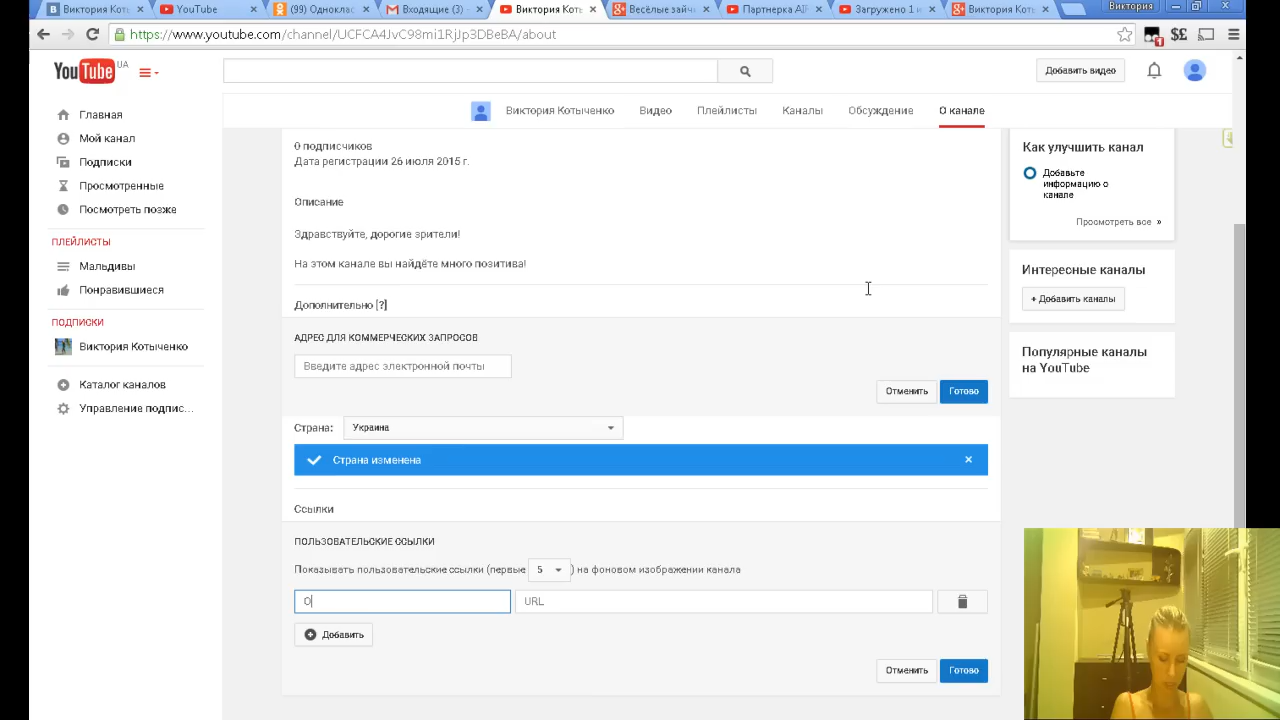 Виктория Коть
YouTube
(99) Одноклас
Входящие (3) -
Виктория Коть
Весёлые зайч
Партнерка AIR
Загружено 1 и
Виктория Коть
Виктория
https://www.youtube.com/channel/UCFCA4JvC98mi1RjJp3DBeBA/about
YouTube UA
Добавить видео
Виктория Котыченко
Видео
Плейлисты
Каналы
Обсуждение
О канале
Главная
Мой канал
Подписки
Просмотренные
Посмотреть позже
ПЛЕЙЛИСТЫ
Мальдивы
Понравившиеся
ПОДПИСКИ
Виктория Котыченко
Каталог каналов
Управление подпис...
0 подписчиков
Дата регистрации 26 июля 2015 г.
Описание
Здравствуйте, дорогие зрители!
На этом канале вы найдёте много позитива!
Дополнительно [?]
АДРЕС ДЛЯ КОММЕРЧЕСКИХ ЗАПРОСОВ
Введите адрес электронной почты
Отменить
Готово
Страна:
Украина
Страна изменена
Ссылки
ПОЛЬЗОВАТЕЛЬСКИЕ ССЫЛКИ
Показывать пользовательские ссылки (первые 5 ) на фоновом изображении канала
О
URL
Добавить
Отменить
Готово
Как улучшить канал
Добавьте
информацию о
канале
Просмотреть все »
Интересные каналы
+ Добавить каналы
Популярные каналы
на YouTube